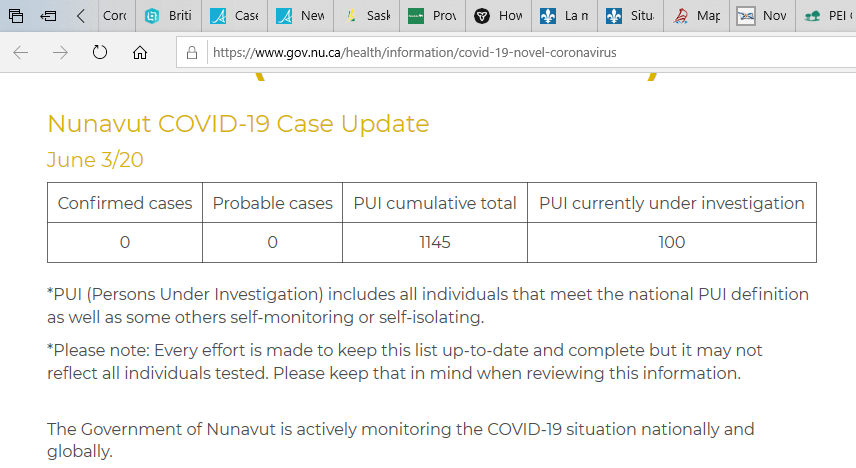 Coro Briti Case New Sask Prov How La n Situ Map Nov PEI
https://www.gov.nu.ca/health/information/covid-19-novel-coronavirus
Nunavut COVID-19 Case Update
June 3/20
Confirmed cases Probable cases PUI cumulative total PUI currently under investigation
0 0 1145 100
*PUI (Persons Under Investigation) includes all individuals that meet the national PUI definition
as well as some others self-monitoring or self-isolating.
*Please note: Every effort is made to keep this list up-to-date and complete but it may not
reflect all individuals tested. Please keep that in mind when reviewing this information.
The Government of Nunavut is actively monitoring the COVID-19 situation nationally and
globally.